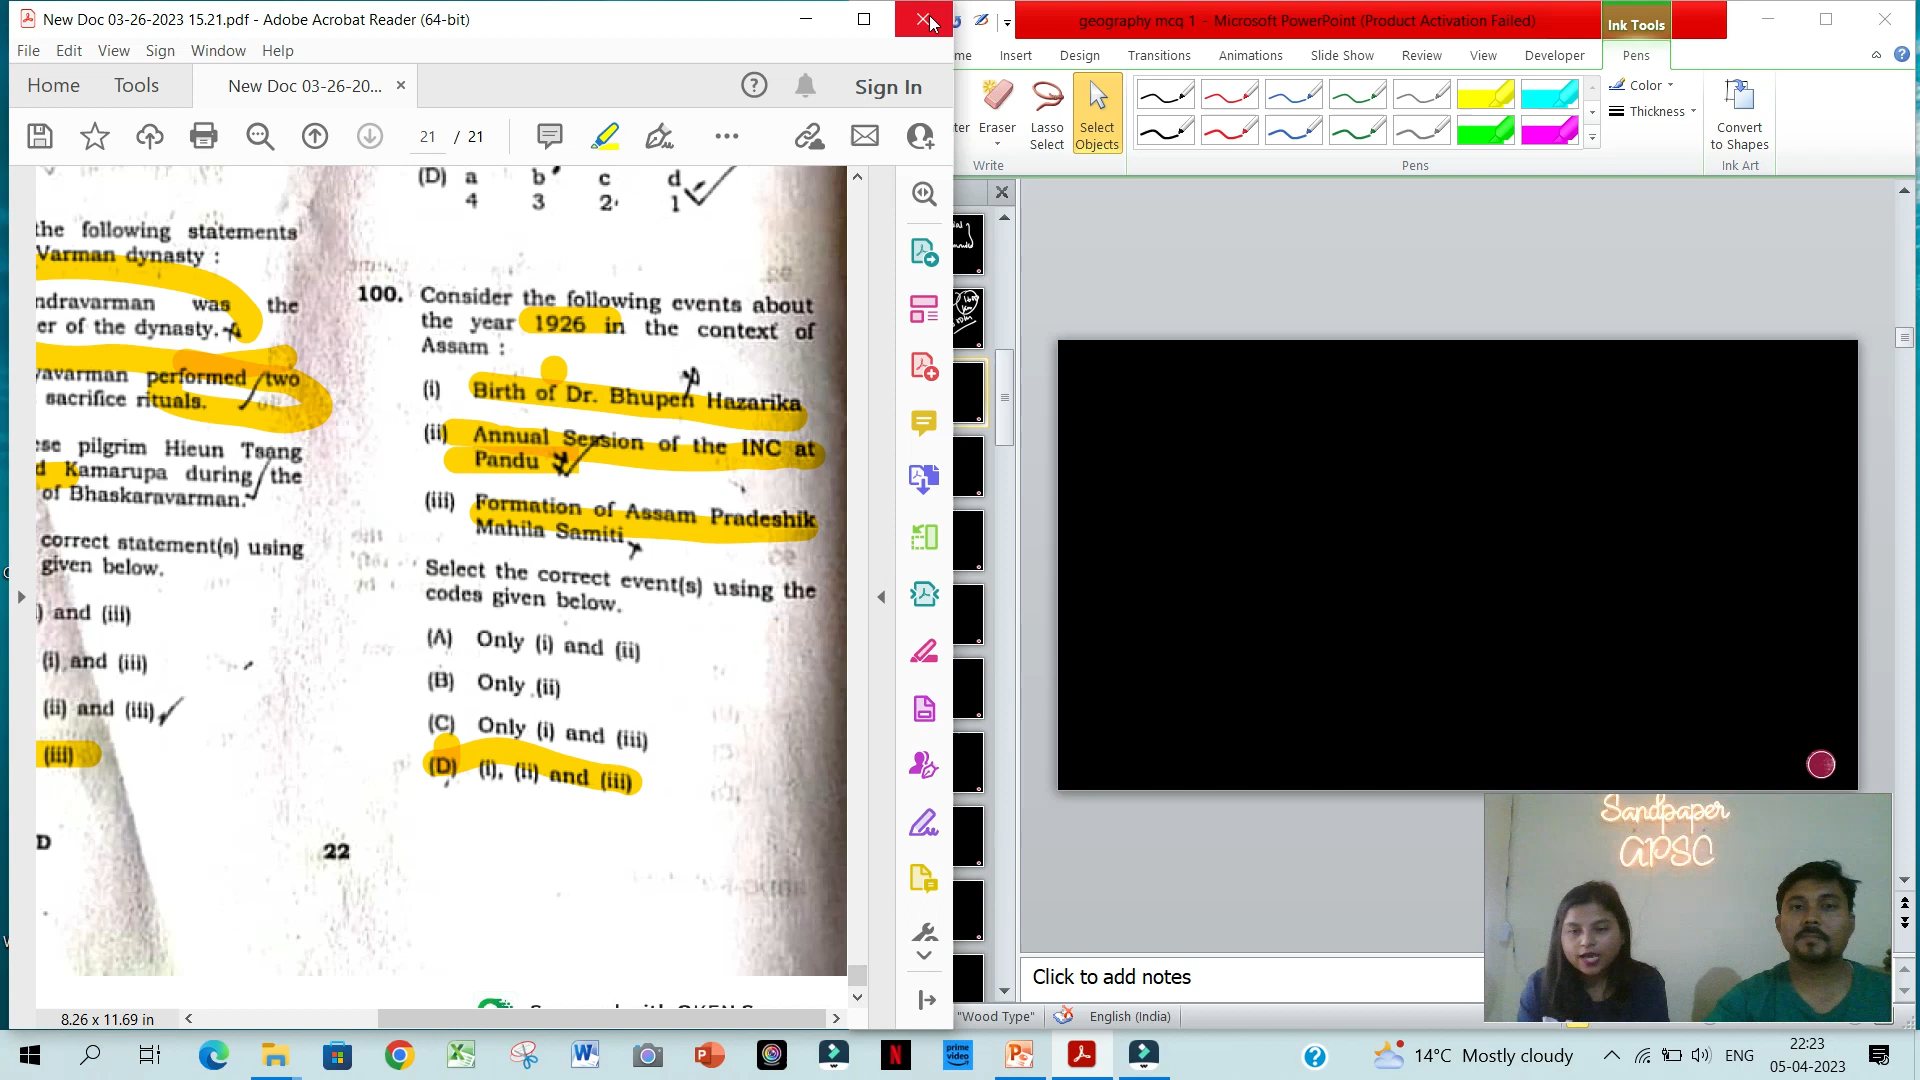 New Doc 03-26-2023 15.21.pdf - Adobe Acrobat Reader (64-bit)
File Edit View Sign Window Help
Home Tools New Doc 03-26-20... × Sign In
21 / 21
(D) a b c d
4 3 2 1
the following statements
Varman dynasty :
ndravarman was the
er of the dynasty.
avarman performed two
sacrifice rituals.
se pilgrim Hieun Tsang
d Kamarupa during the
of Bhaskaravarman.
correct statement(s) using
given below.
) and (iii)
(i) and (iii)
(ii) and (iii)
(iii)
D
100. Consider the following events about
the year 1926 in the context of
Assam :
(i) Birth of Dr. Bhupen Hazarika
(ii) Annual Session of the INC at
Pandu
(iii) Formation of Assam Pradeshik
Mahila Samiti
Select the correct event(s) using the
codes given below.
(A) Only (i) and (ii)
(B) Only (ii)
(C) Only (i) and (iii)
(D) (i), (ii) and (iii)
22
8.26 x 11.69 in
geography mcq 1 - Microsoft PowerPoint (Product Activation Failed)
Ink Tools
me Insert Design Transitions Animations Slide Show Review View Developer Pens
ter Eraser Lasso Select Select Objects
Color
Thickness
Convert to Shapes
Write Pens Ink Art
Click to add notes
"Wood Type" English (India)
Sandpaper
APSC
prime video
14°C Mostly cloudy
ENG
22:23
05-04-2023